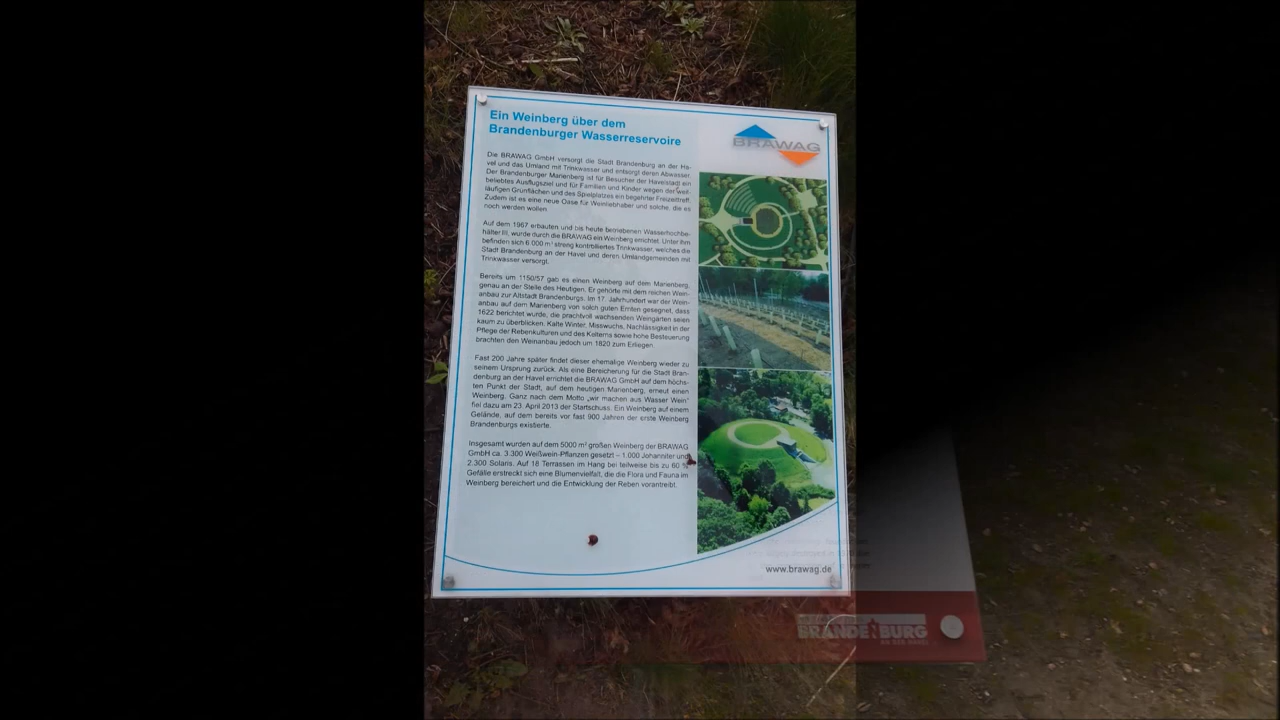 Ein Weinberg über dem
Brandenburger Wasserreservoire
BRAWAG
Die BRAWAG GmbH versorgt die Stadt Brandenburg an der Ha-
vel und das Umland mit Trinkwasser und entsorgt deren Abwasser.
Der Brandenburger Marienberg ist für Besucher der Havelstadt ein
beliebtes Ausflugsziel und für Familien und Kinder wegen der weit-
läufigen Grünflächen und des Spielplatzes ein begehrter Freizeittreff.
Zudem ist es eine neue Oase für Weinliebhaber und solche, die es
noch werden wollen.
Auf dem 1967 erbauten und bis heute betriebenen Wasserhochbe-
hälter III, wurde durch die BRAWAG ein Weinberg errichtet. Unter ihm
befinden sich 6 000 m³ streng kontrolliertes Trinkwasser, welches die
Stadt Brandenburg an der Havel und deren Umlandgemeinden mit
Trinkwasser versorgt.
Bereits um 1150/57 gab es einen Weinberg auf dem Marienberg,
genau an der Stelle des Heutigen. Er gehörte mit dem reichen Wein-
anbau zur Altstadt Brandenburgs. Im 17. Jahrhundert war der Wein-
anbau auf dem Marienberg von solch guten Ernten gesegnet, dass
1622 berichtet wurde, die prachtvoll wachsenden Weingärten seien
kaum zu überblicken. Kalte Winter, Misswuchs, Nachlässigkeit in der
Pflege der Rebenkulturen und des Kelterns sowie hohe Besteuerung
brachten den Weinanbau jedoch um 1820 zum Erliegen.
Fast 200 Jahre später findet dieser ehemalige Weinberg wieder zu
seinem Ursprung zurück. Als eine Bereicherung für die Stadt Bran-
denburg an der Havel errichtet die BRAWAG GmbH auf dem höchs-
ten Punkt der Stadt, auf dem heutigen Marienberg, erneut einen
Weinberg. Ganz nach dem Motto „wir machen aus Wasser Wein"
fiel dazu am 23. April 2013 der Startschuss. Ein Weinberg auf einem
Gelände, auf dem bereits vor fast 900 Jahren der erste Weinberg
Brandenburgs existierte.
Insgesamt wurden auf dem 5000 m² großen Weinberg der BRAWAG
GmbH ca. 3.300 Weißwein-Pflanzen gesetzt – 1.000 Johanniter und
2.300 Solaris. Auf 18 Terrassen im Hang bei teilweise bis zu 60 %
Gefälle erstreckt sich eine Blumenvielfalt, die die Flora und Fauna im
Weinberg bereichert und die Entwicklung der Reben vorantreibt.
www.brawag.de
BRANDENBURG